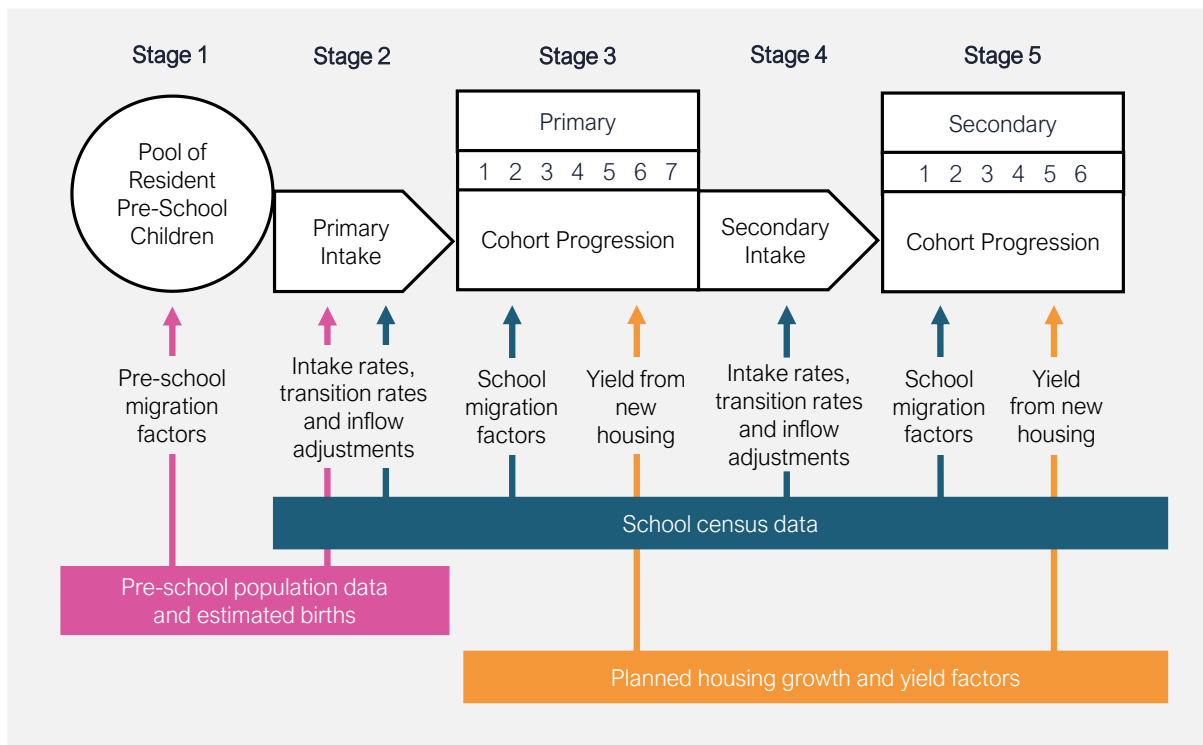 Stage 1
Stage 2
Stage 3
Stage 4
Stage 5
Pool of
Resident
Pre-School
Children
Primary
Intake
Primary
1 2 3 4 5 6 7
Cohort Progression
Secondary
Intake
Secondary
1 2 3 4 5 6
Cohort Progression
Pre-school
migration
factors
Intake rates,
transition rates
and inflow
adjustments
School
migration
factors
Yield from
new
housing
Intake rates,
transition rates
and inflow
adjustments
School
migration
factors
Yield
from new
housing
School census data
Pre-school population data
and estimated births
Planned housing growth and yield factors